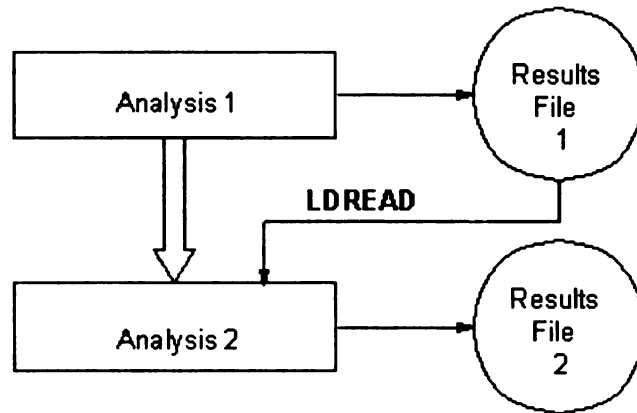 Analysis 1
Results
File
1
LDREAD
Analysis 2
Results
File
2